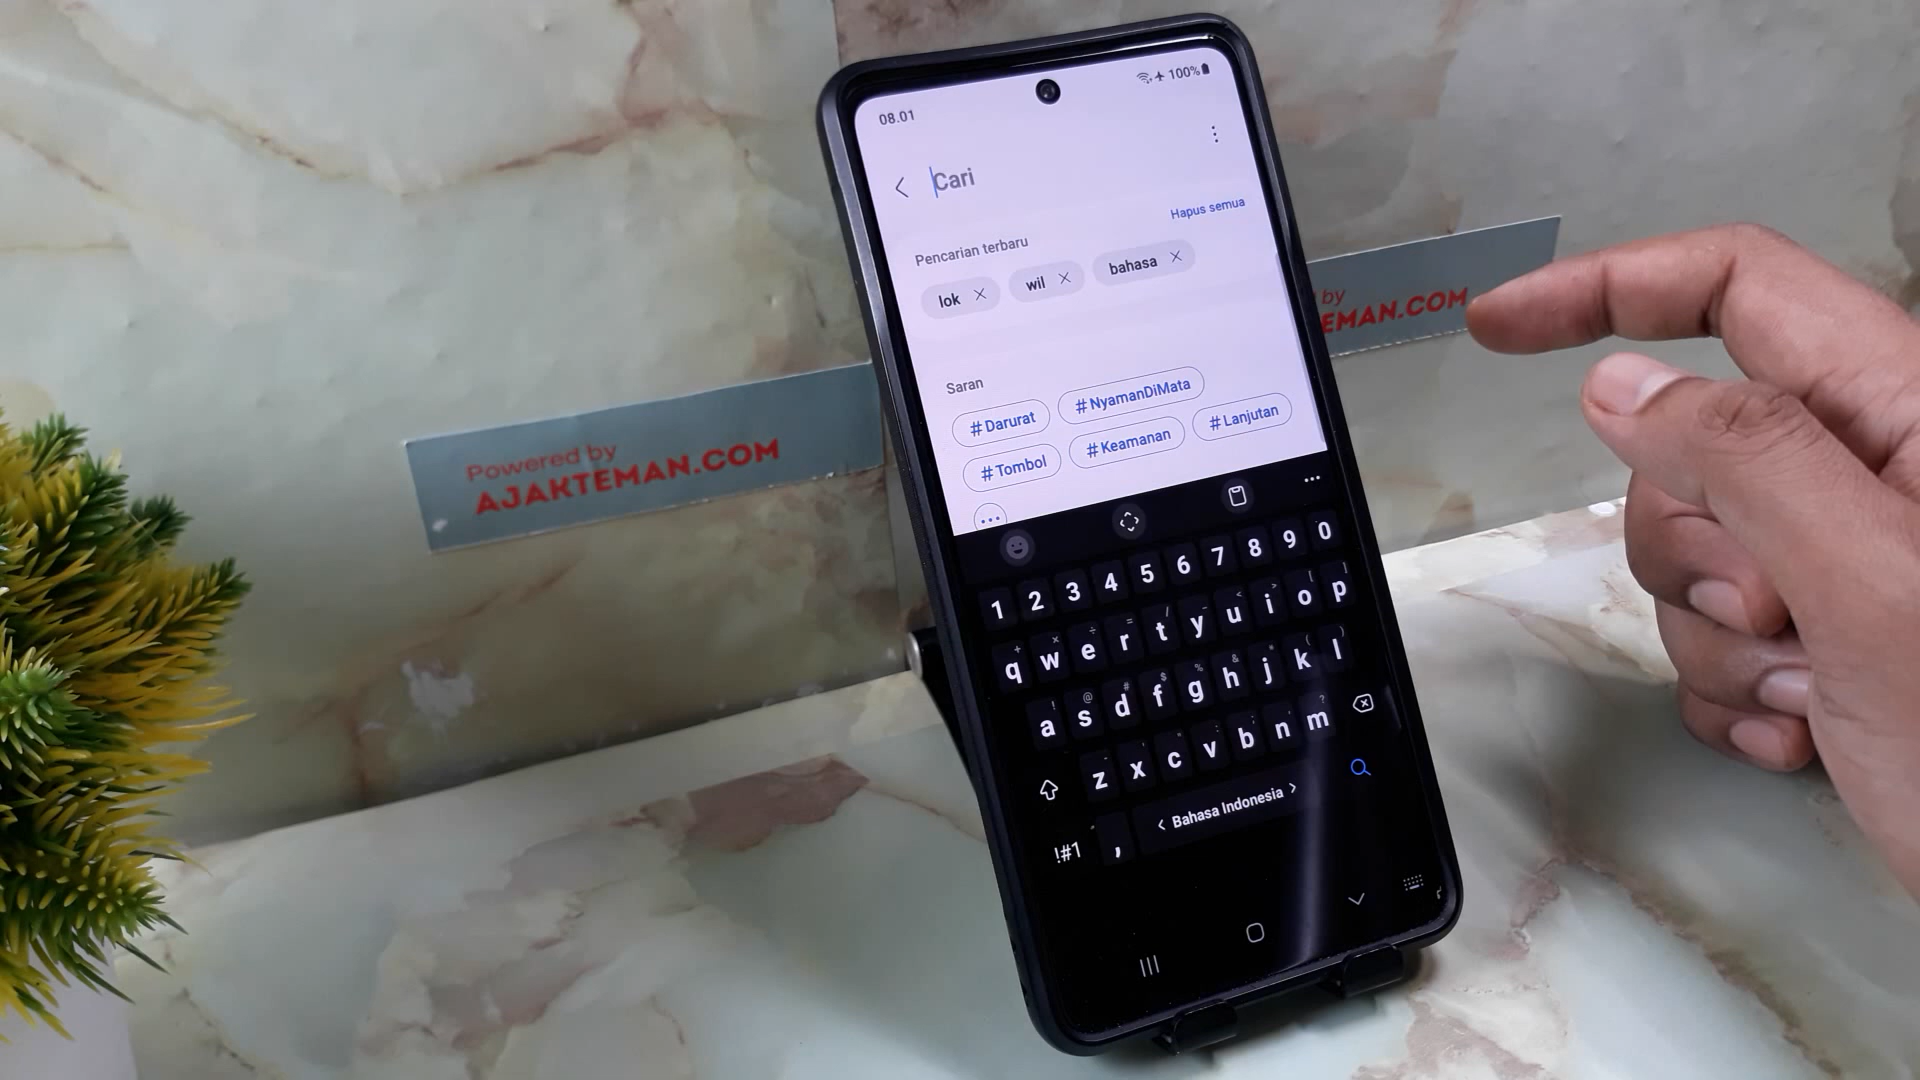 08.01
100%
Cari
Hapus semua
Pencarian terbaru
lok
wil
bahasa
Saran
#Darurat
#NyamanDiMata
#Tombol
#Keamanan
#Lanjutan
1 2 3 4 5 6 7 8 9 0
q w e r t y u i o p
a s d f g h j k l
z x c v b n m
!#1 , < Bahasa Indonesia >
Powered by
AJAKTEMAN.COM
by
EMAN.COM